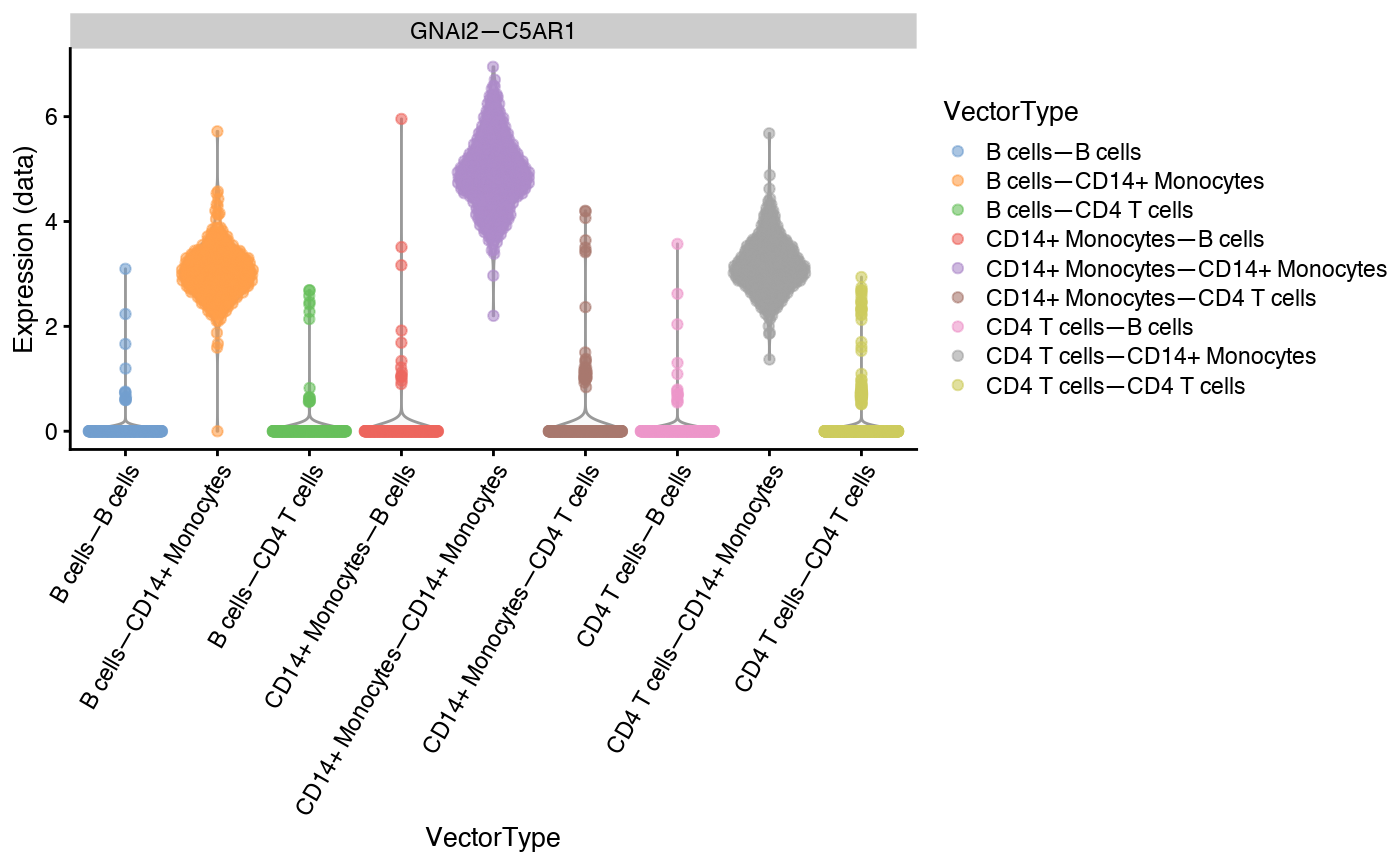 GNAI2—C5AR1
Expression (data)
6
4
2
0
B cells—B cells
B cells—CD14+ Monocytes
B cells—CD4 T cells
CD14+ Monocytes—B cells
CD14+ Monocytes—CD14+ Monocytes
CD14+ Monocytes—CD4 T cells
CD4 T cells—B cells
CD4 T cells—CD14+ Monocytes
CD4 T cells—CD4 T cells
VectorType
VectorType
B cells—B cells
B cells—CD14+ Monocytes
B cells—CD4 T cells
CD14+ Monocytes—B cells
CD14+ Monocytes—CD14+ Monocytes
CD14+ Monocytes—CD4 T cells
CD4 T cells—B cells
CD4 T cells—CD14+ Monocytes
CD4 T cells—CD4 T cells